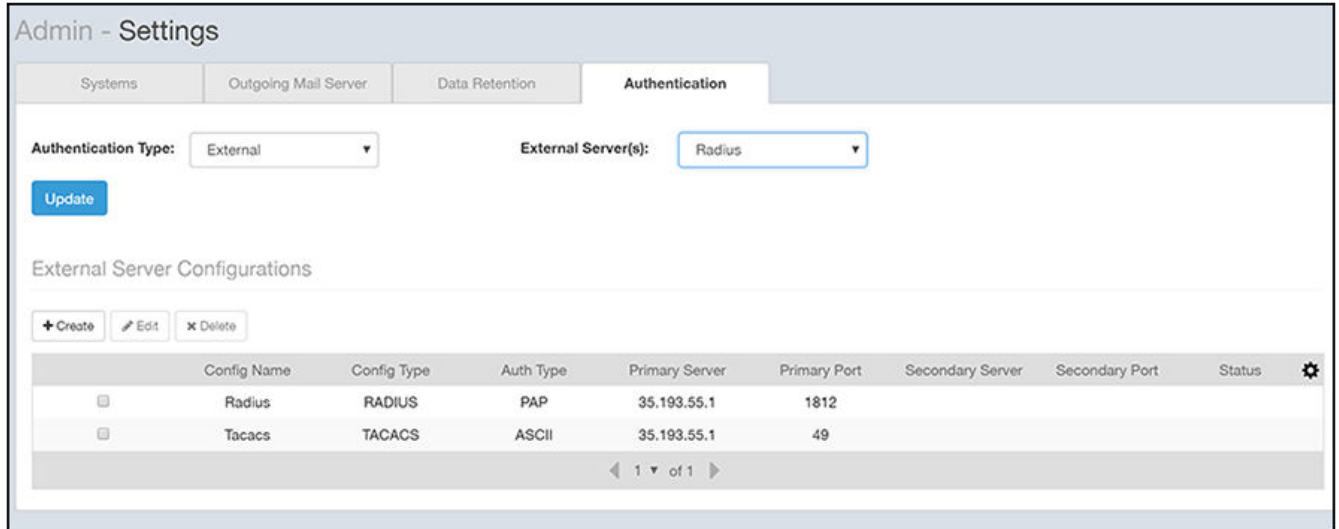 Admin - Settings
Systems Outgoing Mail Server Data Retention Authentication
Authentication Type: External External Server(s): Radius
Update
External Server Configurations
Create Edit Delete
Config Name Config Type Auth Type Primary Server Primary Port Secondary Server Secondary Port Status
Radius RADIUS PAP 35.193.55.1 1812
Tacacs TACACS ASCII 35.193.55.1 49
1 of 1